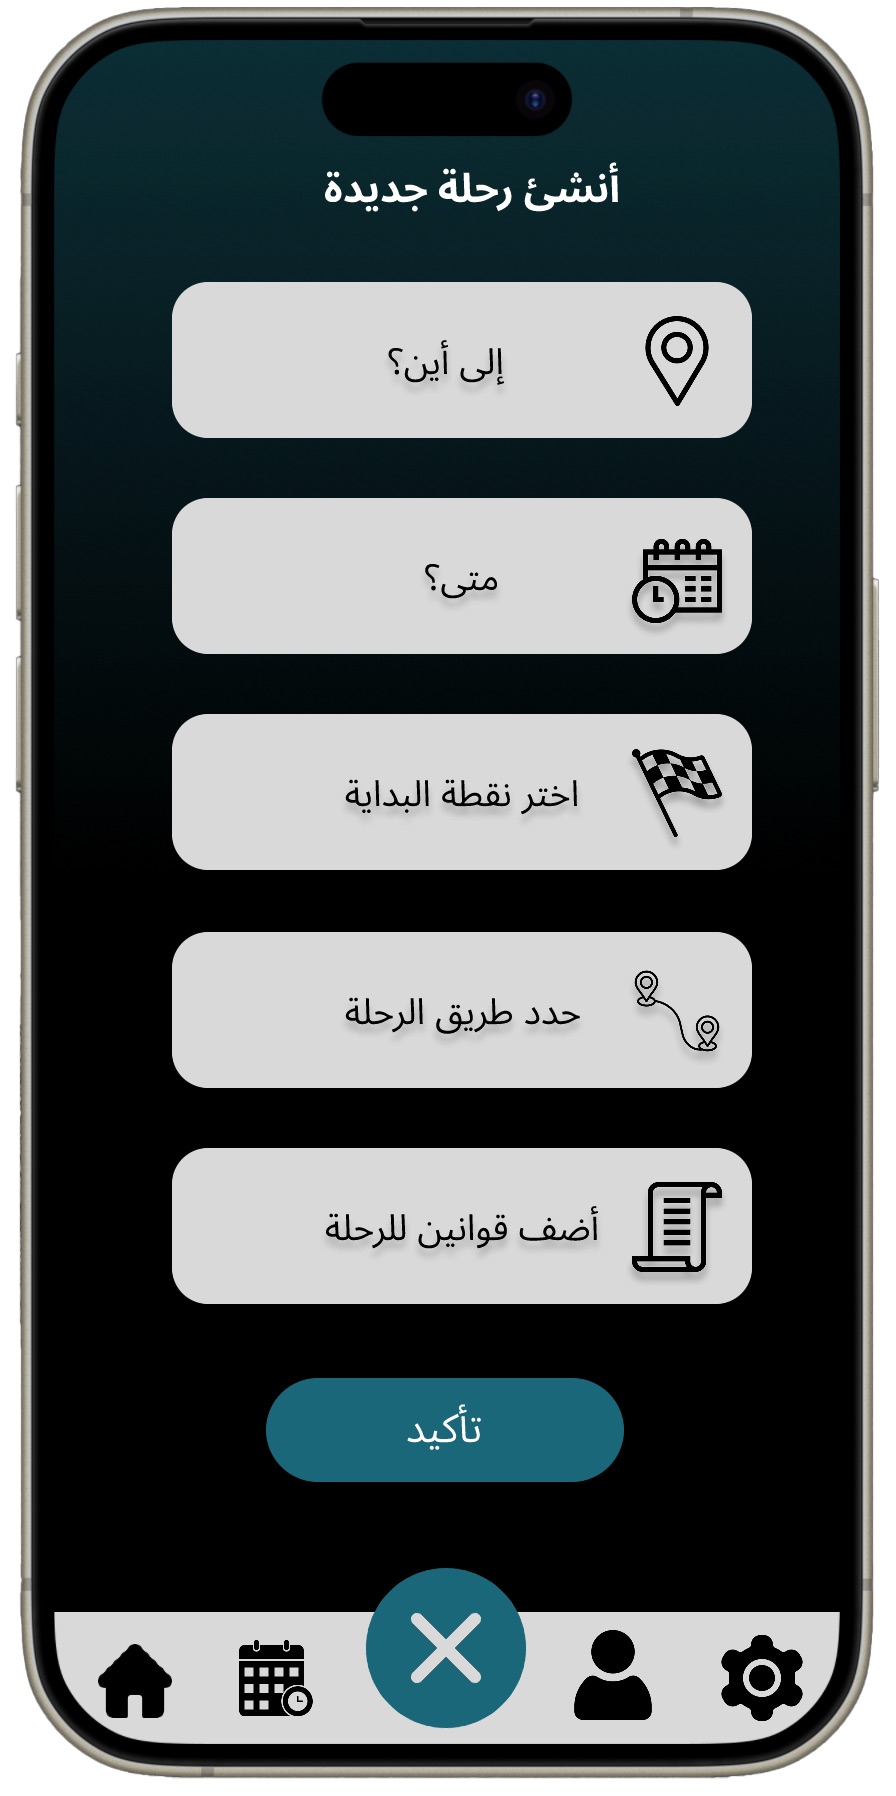 أنشئ رحلة جديدة
إلى أين؟
متى؟
اختر نقطة البداية
حدد طريق الرحلة
أضف قوانين للرحلة
تأكيد